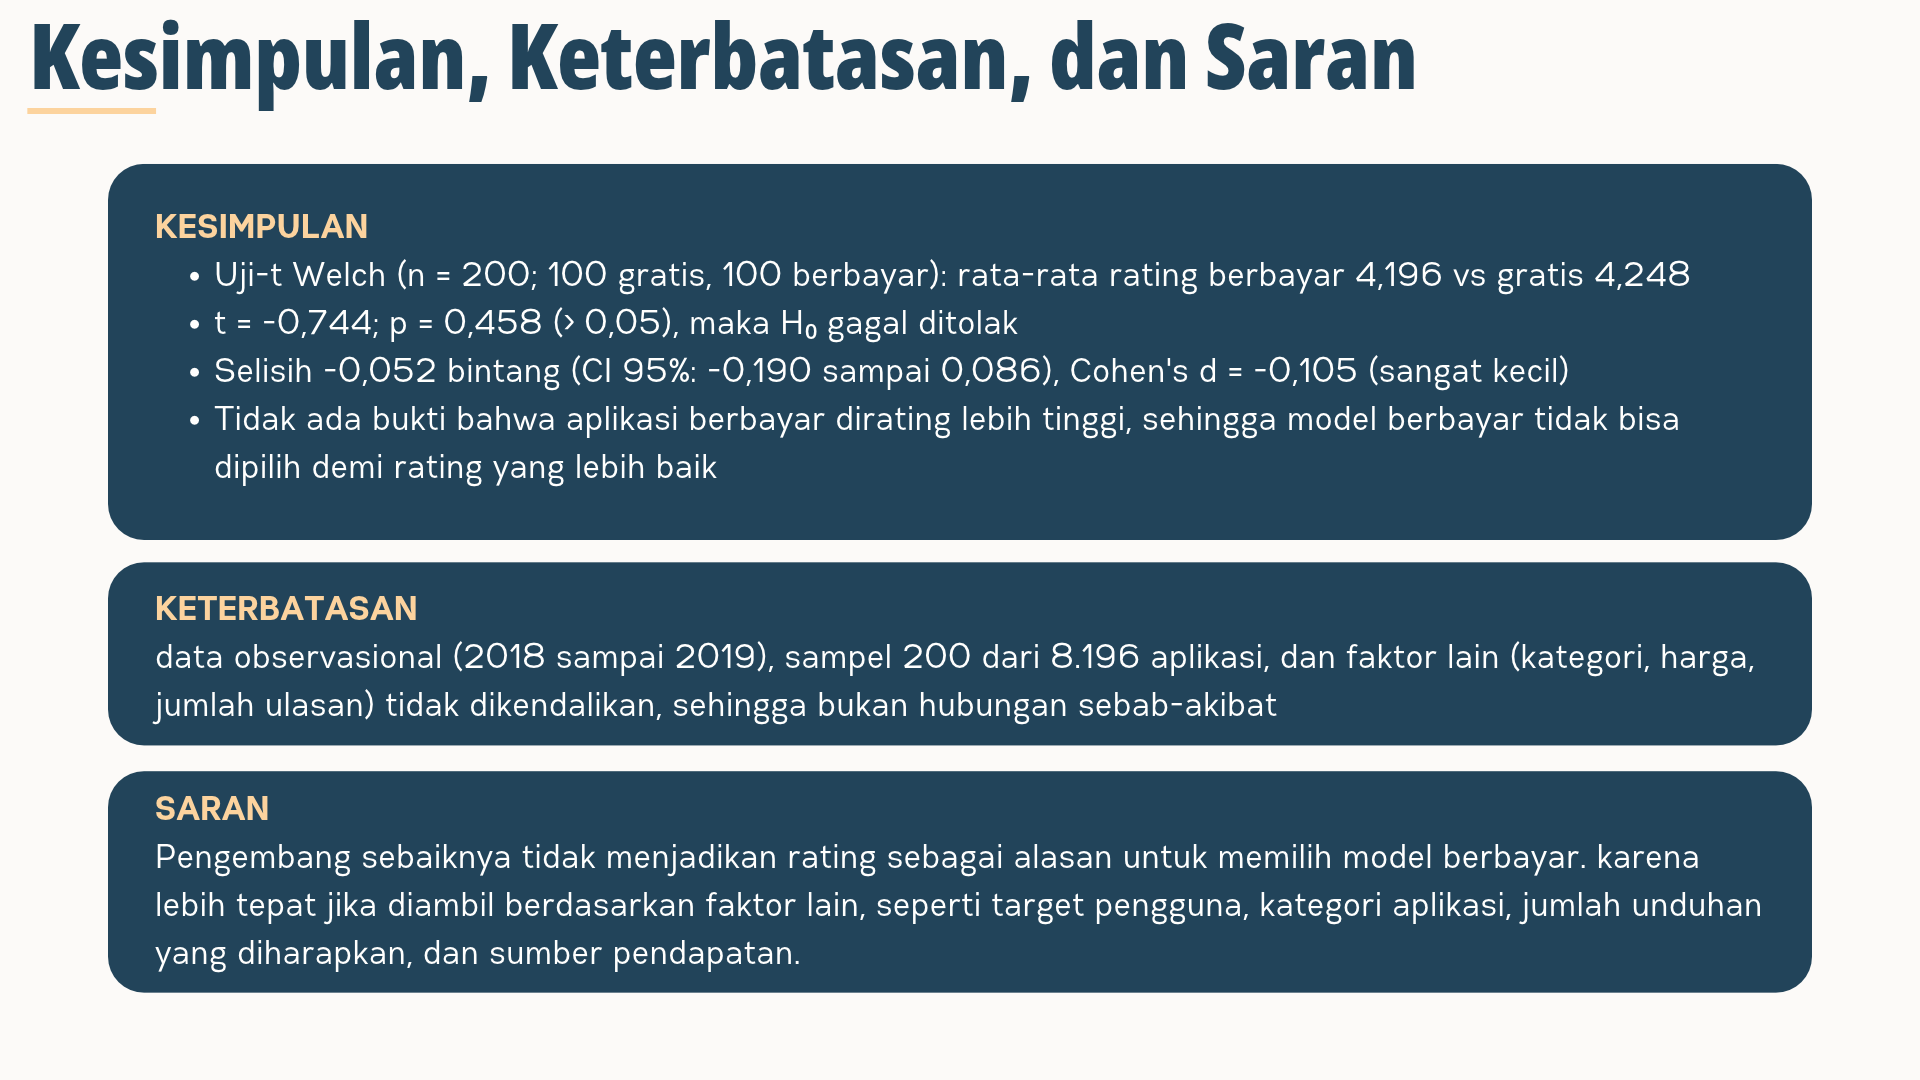 Kesimpulan, Keterbatasan, dan Saran
KESIMPULAN
• Uji-t Welch (n = 200; 100 gratis, 100 berbayar): rata-rata rating berbayar 4,196 vs gratis 4,248
• t = -0,744; p = 0,458 (> 0,05), maka H₀ gagal ditolak
• Selisih -0,052 bintang (CI 95%: -0,190 sampai 0,086), Cohen's d = -0,105 (sangat kecil)
• Tidak ada bukti bahwa aplikasi berbayar dirating lebih tinggi, sehingga model berbayar tidak bisa
dipilih demi rating yang lebih baik
KETERBATASAN
data observasional (2018 sampai 2019), sampel 200 dari 8.196 aplikasi, dan faktor lain (kategori, harga,
jumlah ulasan) tidak dikendalikan, sehingga bukan hubungan sebab-akibat
SARAN
Pengembang sebaiknya tidak menjadikan rating sebagai alasan untuk memilih model berbayar. karena
lebih tepat jika diambil berdasarkan faktor lain, seperti target pengguna, kategori aplikasi, jumlah unduhan
yang diharapkan, dan sumber pendapatan.